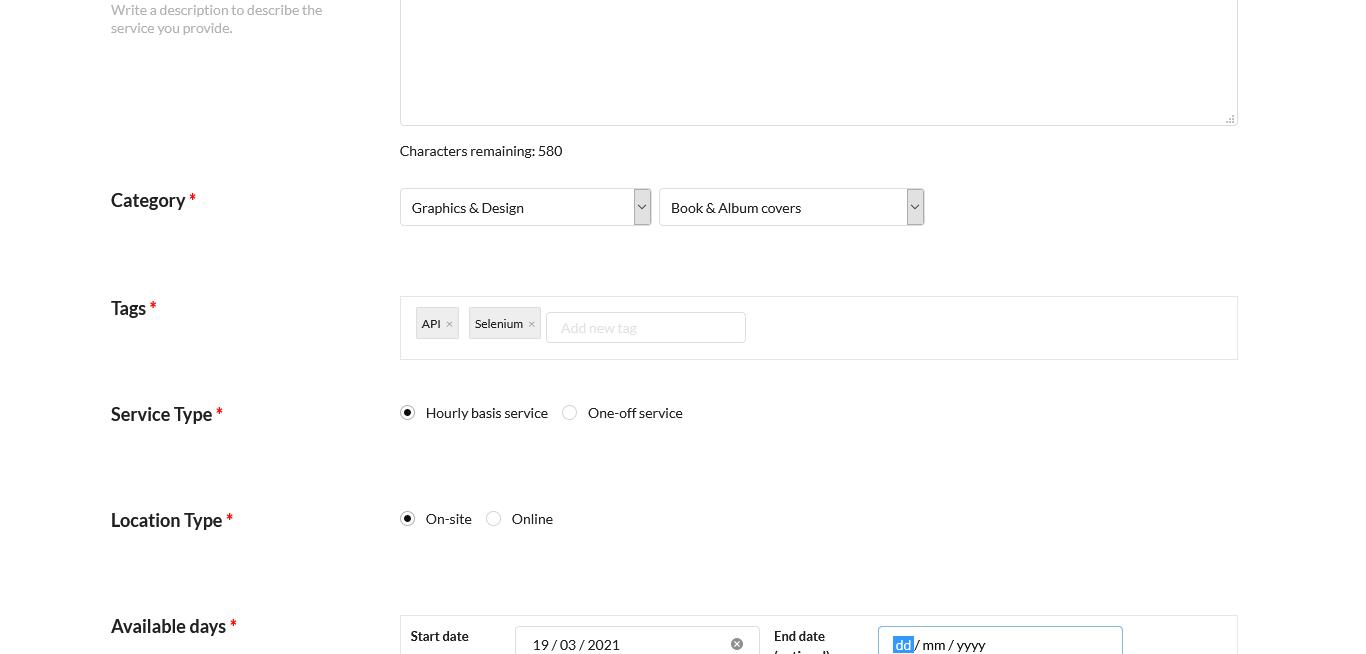 Write a description to describe the
service you provide.
Characters remaining: 580
Category *
Graphics & Design
Book & Album covers
Tags *
API ×
Selenium ×
Add new tag
Service Type *
Hourly basis service
One-off service
Location Type *
On-site
Online
Available days *
Start date
19 / 03 / 2021
End date
dd / mm / yyyy